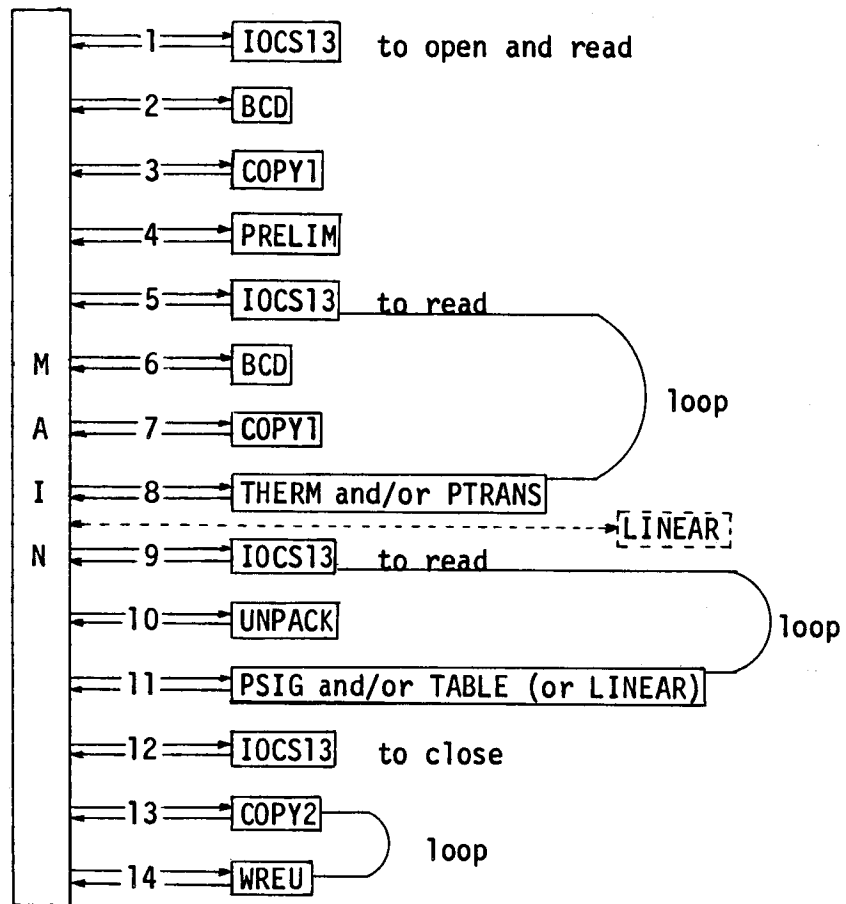 1 IOCS13 to open and read
2 BCD
3 COPY1
4 PRELIM
5 IOCS13 to read
M 6 BCD
loop
A 7 COPY1
I 8 THERM and/or PTRANS
LINEAR
N 9 IOCS13 to read
10 UNPACK loop
11 PSIG and/or TABLE (or LINEAR)
12 IOCS13 to close
13 COPY2
loop
14 WREU